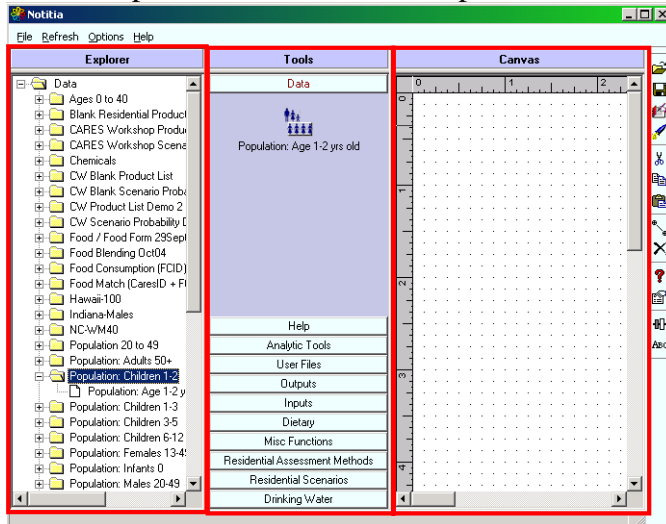 Notitia
File Refresh Options Help
Explorer
Tools
Canvas
Data
Ages 0 to 40
Blank Residential Product
CARES Workshop Produ
CARES Workshop Scena
Chemicals
CW Blank Product List
CW Blank Scenario Proba
CW Product List Demo 2
CW Scenario Probability D
Food / Food Form 29Sept
Food Blending Oct04
Food Consumption (FCID)
Food Match (CaresID + F
Hawaii-100
Indiana-Males
NC-WM40
Population 20 to 49
Population: Adults 50+
Population: Children 1-2
Population: Age 1-2 y
Population: Children 1-3
Population: Children 3-5
Population: Children 6-12
Population: Females 13-4
Population: Infants 0
Population: Males 20-49
Data
Population: Age 1-2 yrs old
Help
Analytic Tools
User Files
Outputs
Inputs
Dietary
Misc Functions
Residential Assessment Methods
Residential Scenarios
Drinking Water
0 1 2
0
1
2
3
4
ABC